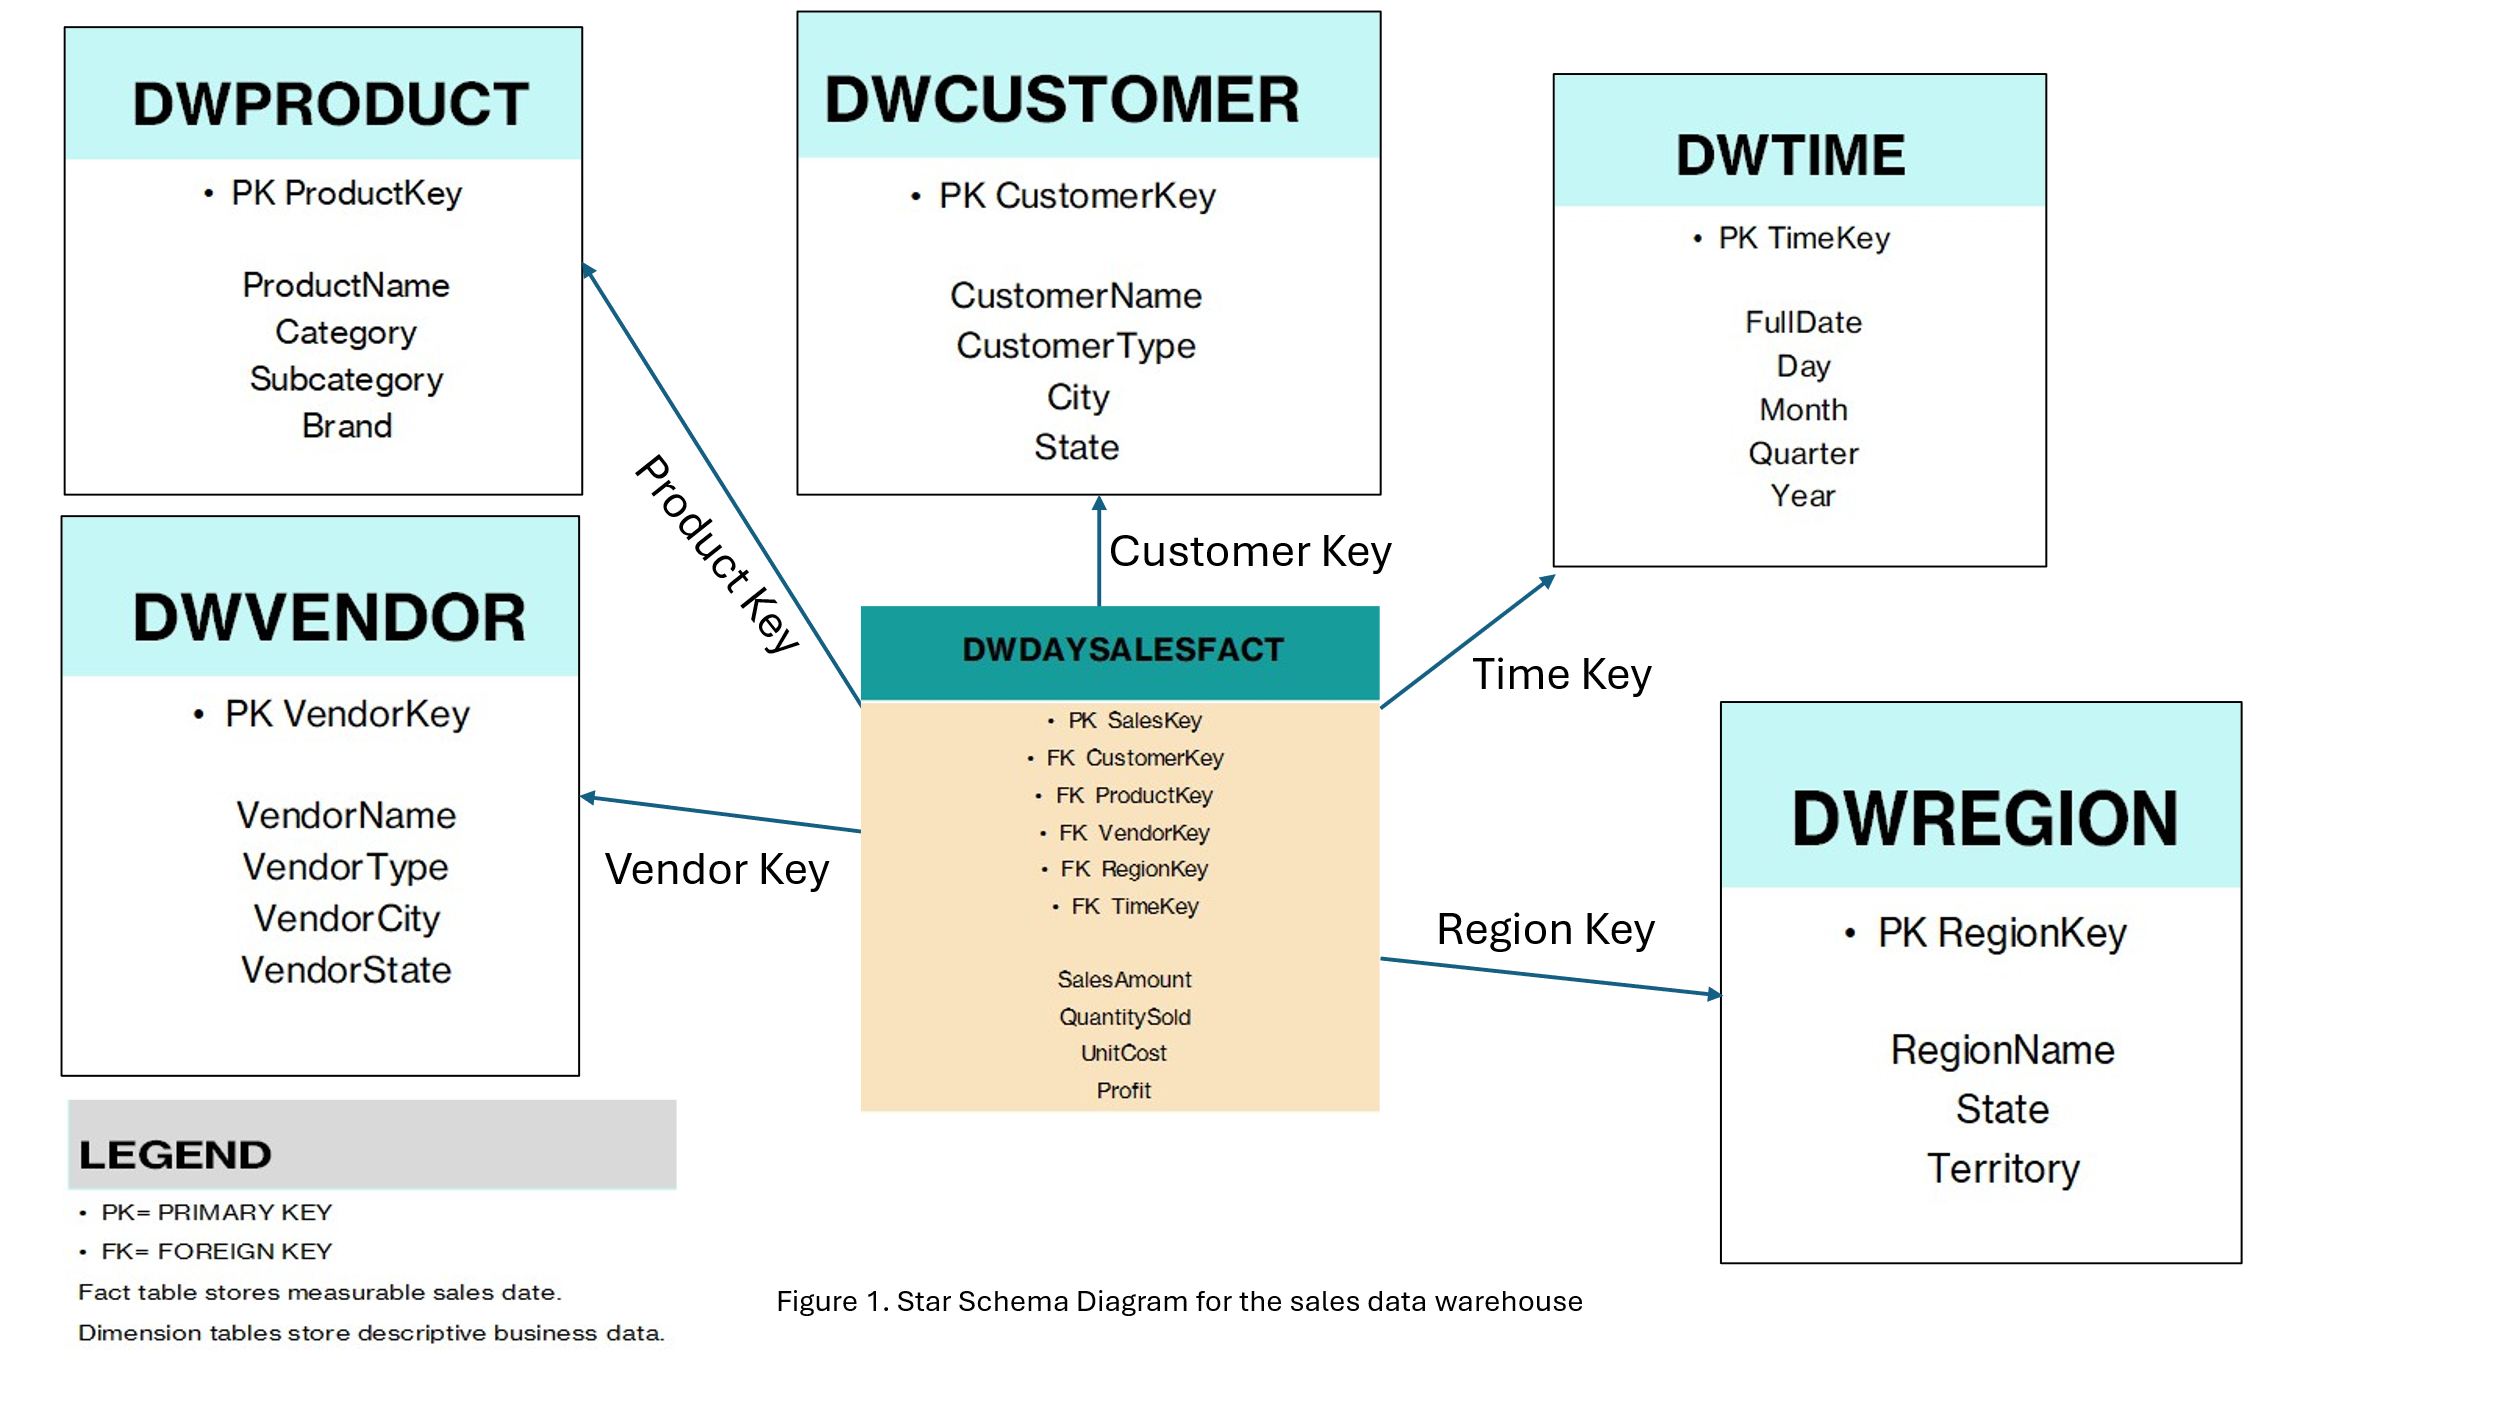 DWPRODUCT
• PK ProductKey
ProductName
Category
Subcategory
Brand
DWCUSTOMER
• PK CustomerKey
CustomerName
CustomerType
City
State
DWTIME
• PK TimeKey
FullDate
Day
Month
Quarter
Year
Product Key
Customer Key
Time Key
DWVENDOR
• PK VendorKey
VendorName
VendorType
VendorCity
VendorState
Vendor Key
DWDAYSALESFACT
• PK SalesKey
• FK CustomerKey
• FK ProductKey
• FK VendorKey
• FK RegionKey
• FK TimeKey
SalesAmount
QuantitySold
UnitCost
Profit
Region Key
DWREGION
• PK RegionKey
RegionName
State
Territory
LEGEND
• PK= PRIMARY KEY
• FK= FOREIGN KEY
Fact table stores measurable sales date.
Dimension tables store descriptive business data.
Figure 1. Star Schema Diagram for the sales data warehouse